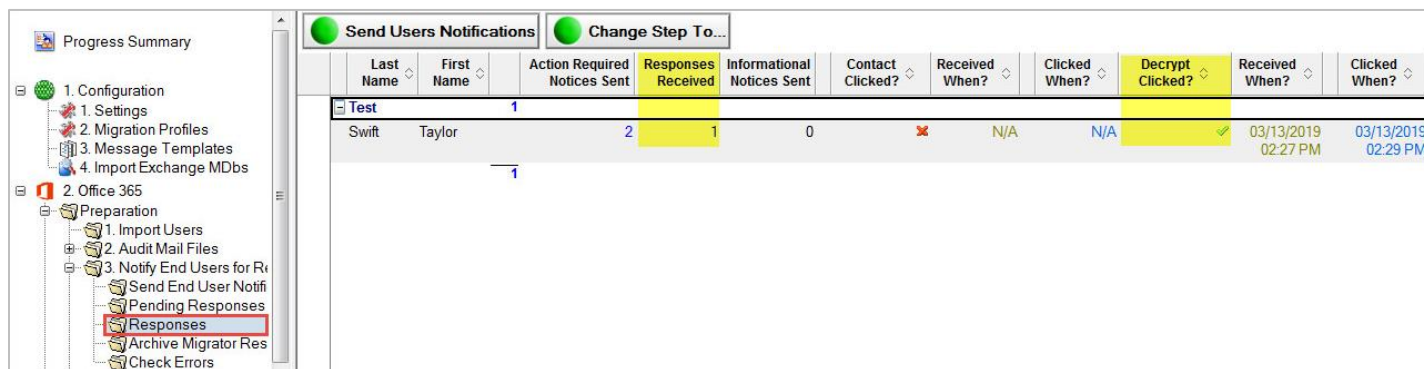 Progress Summary
1. Configuration
1. Settings
2. Migration Profiles
3. Message Templates
4. Import Exchange MDbs
2. Office 365
Preparation
1. Import Users
2. Audit Mail Files
3. Notify End Users for Re
Send End User Notifi
Pending Responses
Responses
Archive Migrator Res
Check Errors
Send Users Notifications Change Step To...
Last First Action Required Responses Informational Contact Received Clicked Decrypt Received Clicked
Name Name Notices Sent Received Notices Sent Clicked? When? When? Clicked? When? When?
Test 1
Swift Taylor 2 1 0 N/A N/A 03/13/2019 03/13/2019
02:27 PM 02:29 PM
1